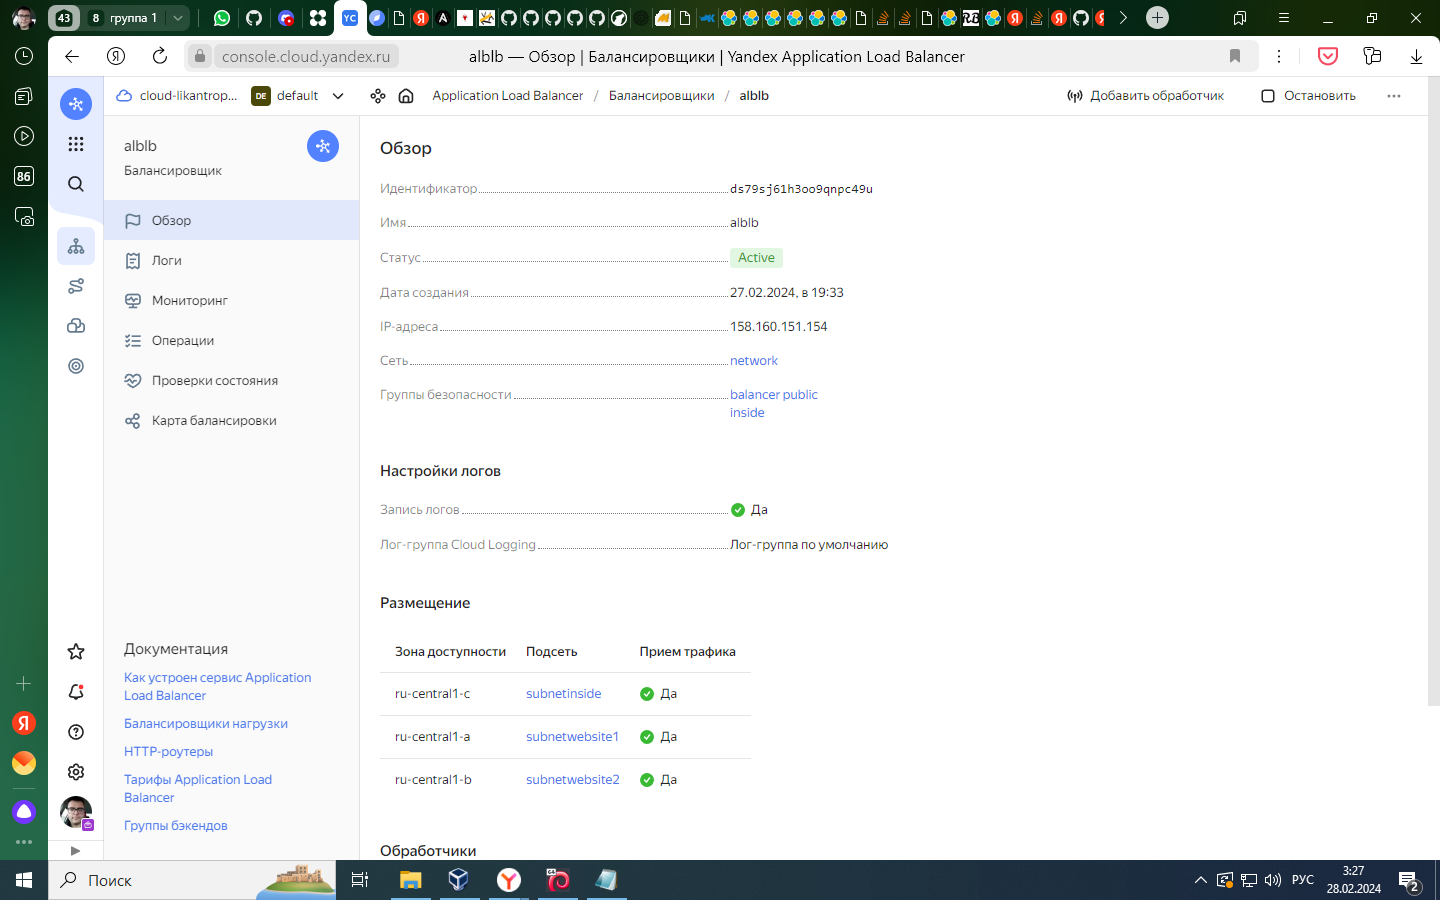 43
8 группа 1
YC
console.cloud.yandex.ru
alblb — Обзор | Балансировщики | Yandex Application Load Balancer
cloud-likantrop...
DE default
Application Load Balancer / Балансировщики / alblb
Добавить обработчик
Остановить
86
alblb
Балансировщик
Обзор
Логи
Мониторинг
Операции
Проверки состояния
Карта балансировки
Документация
Как устроен сервис Application
Load Balancer
Балансировщики нагрузки
HTTP-роутеры
Тарифы Application Load
Balancer
Группы бэкендов
Обзор
Идентификатор ds79sj61h3oo9qnpc49u
Имя alblb
Статус Active
Дата создания 27.02.2024, в 19:33
IP-адреса 158.160.151.154
Сеть network
Группы безопасности balancer public
inside
Настройки логов
Запись логов Да
Лог-группа Cloud Logging Лог-группа по умолчанию
Размещение
Зона доступности Подсеть Прием трафика
ru-central1-c subnetinside Да
ru-central1-a subnetwebsite1 Да
ru-central1-b subnetwebsite2 Да
Обработчики
Поиск
РУС
3:27
28.02.2024
2